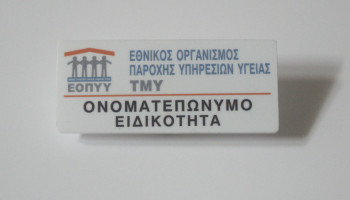 ΕΘΝΙΚΟΣ ΟΡΓΑΝΙΣΜΟΣ
ΠΑΡΟΧΗΣ ΥΠΗΡΕΣΙΩΝ ΥΓΕΙΑΣ
ΕΟΠΥΥ ΤΜΥ
ΟΝΟΜΑΤΕΠΩΝΥΜΟ
ΕΙΔΙΚΟΤΗΤΑ